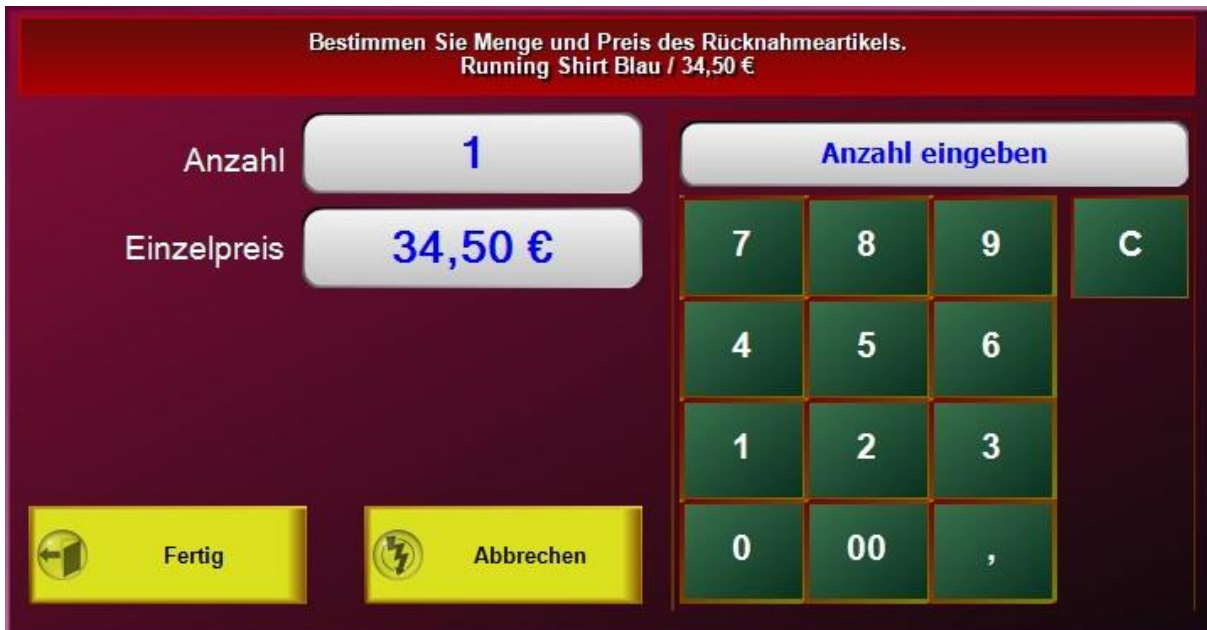 Bestimmen Sie Menge und Preis des Rücknahmeartikels.
Running Shirt Blau / 34,50 €
Anzahl 1
Einzelpreis 34,50 €
Anzahl eingeben
7 8 9 C
4 5 6
1 2 3
0 00 ,
Fertig Abbrechen